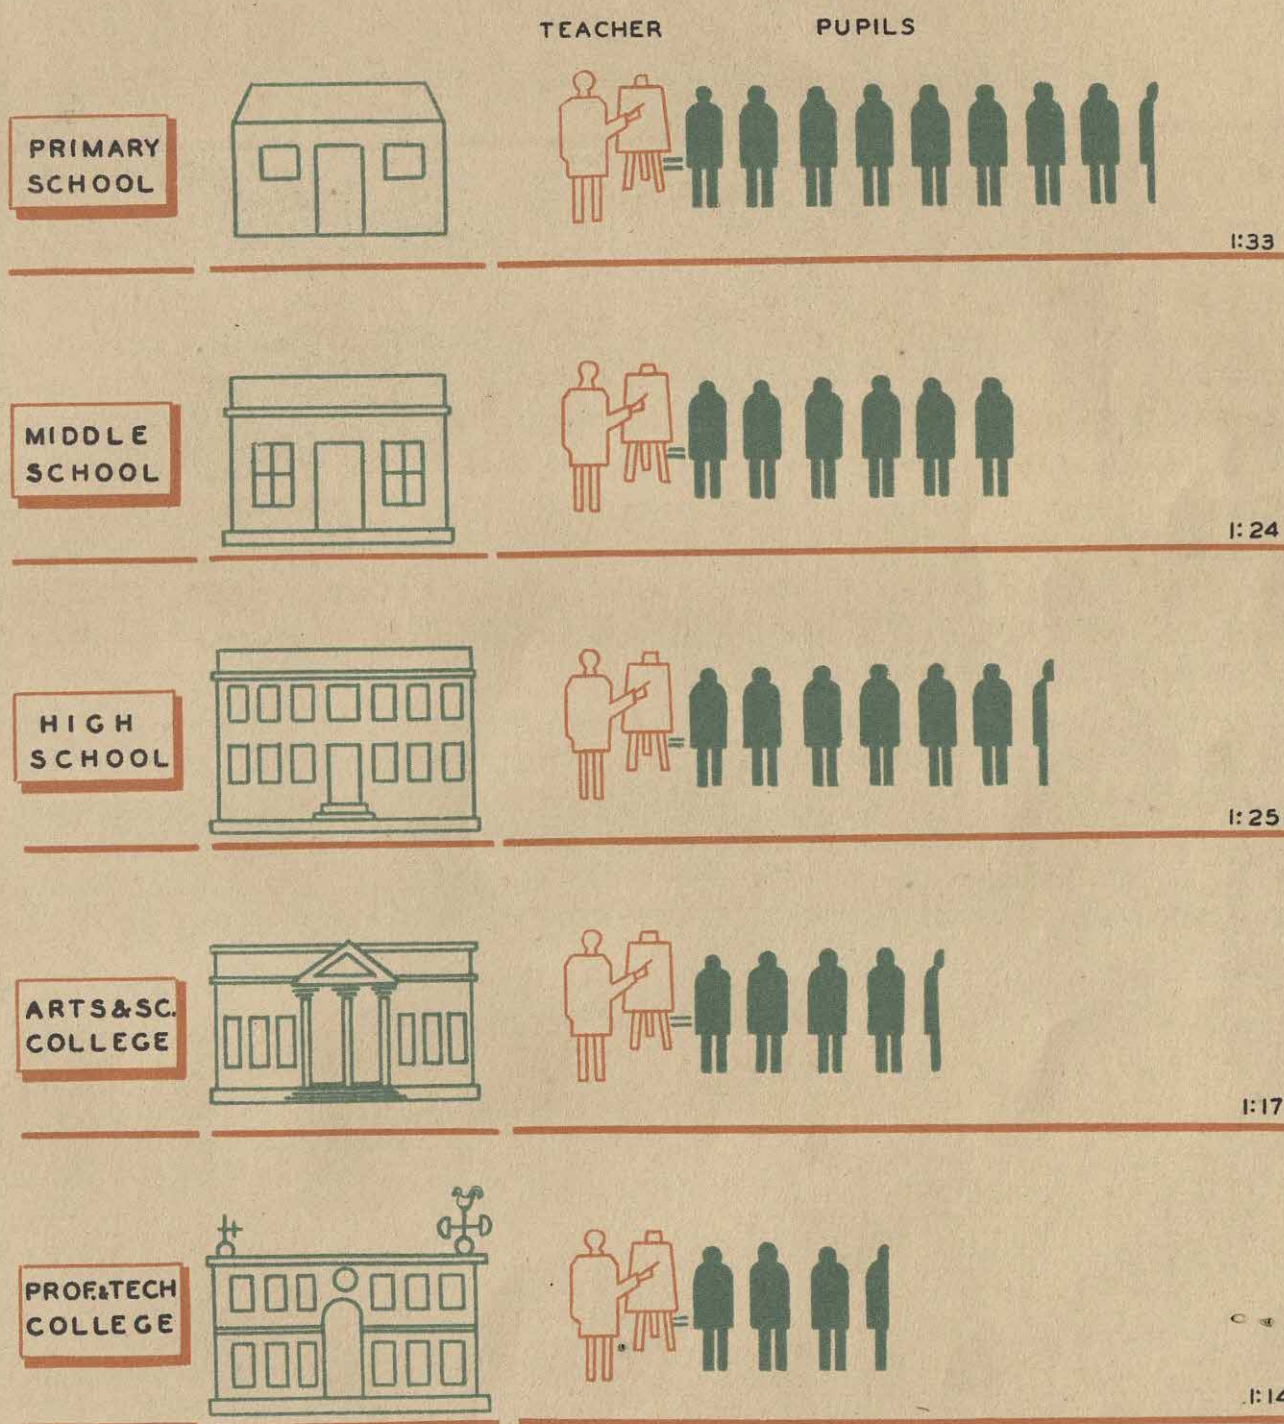 TEACHER PUPILS
PRIMARY
SCHOOL
1:33
MIDDLE
SCHOOL
1:24
HIGH
SCHOOL
1:25
ARTS & SC.
COLLEGE
1:17
PROF. & TECH
COLLEGE
1:14